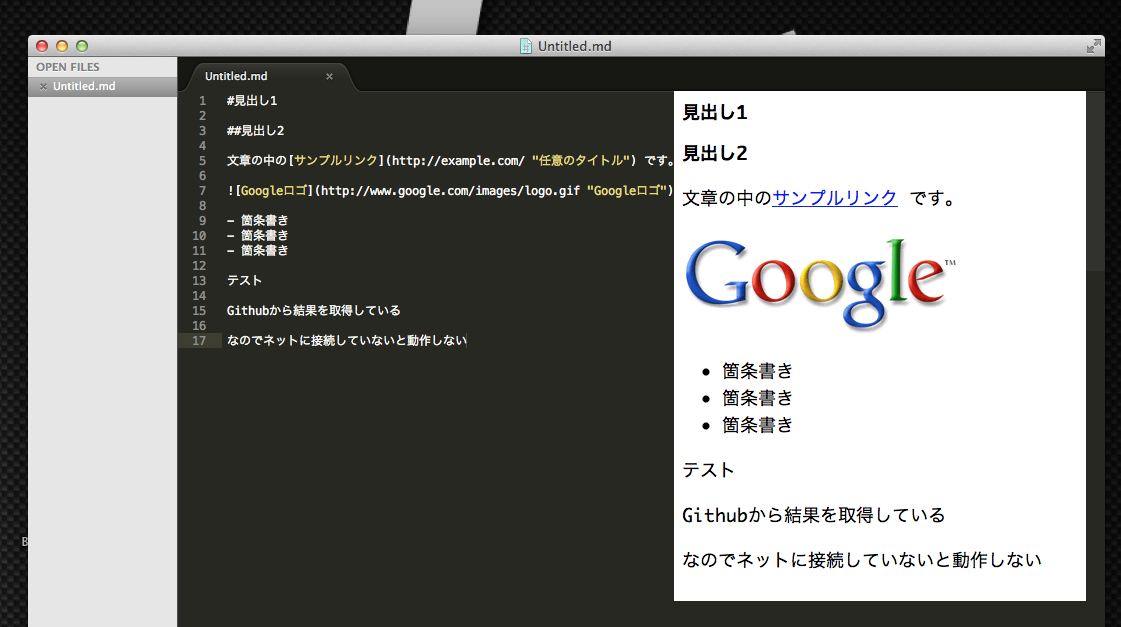 Untitled.md
OPEN FILES
× Untitled.md
Untitled.md ×
1 #見出し1
2
3 ##見出し2
4
5 文章の中の[サンプルリンク](http://example.com/ "任意のタイトル") です。
6
7 ![Googleロゴ](http://www.google.com/images/logo.gif "Googleロゴ")
8
9 - 箇条書き
10 - 箇条書き
11 - 箇条書き
12
13 テスト
14
15 Githubから結果を取得している
16
17 なのでネットに接続していないと動作しない
見出し1
見出し2
文章の中のサンプルリンク です。
Google™
• 箇条書き
• 箇条書き
• 箇条書き
テスト
Githubから結果を取得している
なのでネットに接続していないと動作しない
B